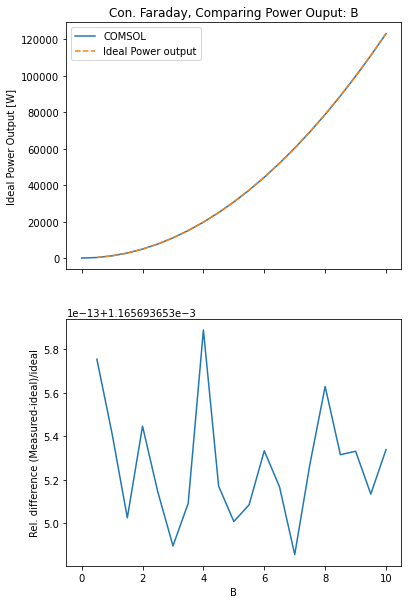 Con. Faraday, Comparing Power Ouput: B
COMSOL
Ideal Power output
Ideal Power Output [W]
120000
100000
80000
60000
40000
20000
0
1e−13+1.165693653e−3
Rel. difference (Measured-ideal)/ideal
5.8
5.6
5.4
5.2
5.0
0 2 4 6 8 10
B